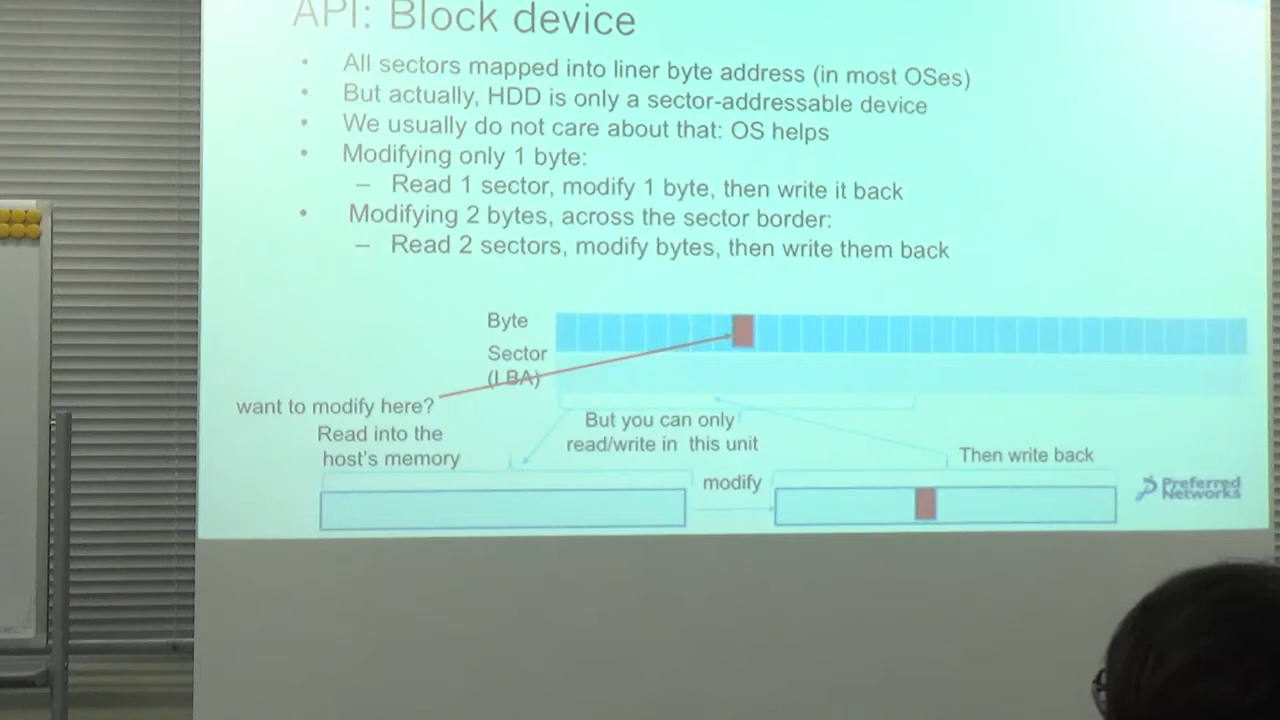 API: Block device
• All sectors mapped into liner byte address (in most OSes)
• But actually, HDD is only a sector-addressable device
• We usually do not care about that: OS helps
• Modifying only 1 byte:
– Read 1 sector, modify 1 byte, then write it back
• Modifying 2 bytes, across the sector border:
– Read 2 sectors, modify bytes, then write them back
Byte
Sector
(LBA)
want to modify here?
Read into the
host's memory
But you can only
read/write in this unit
modify
Then write back
Preferred
Networks